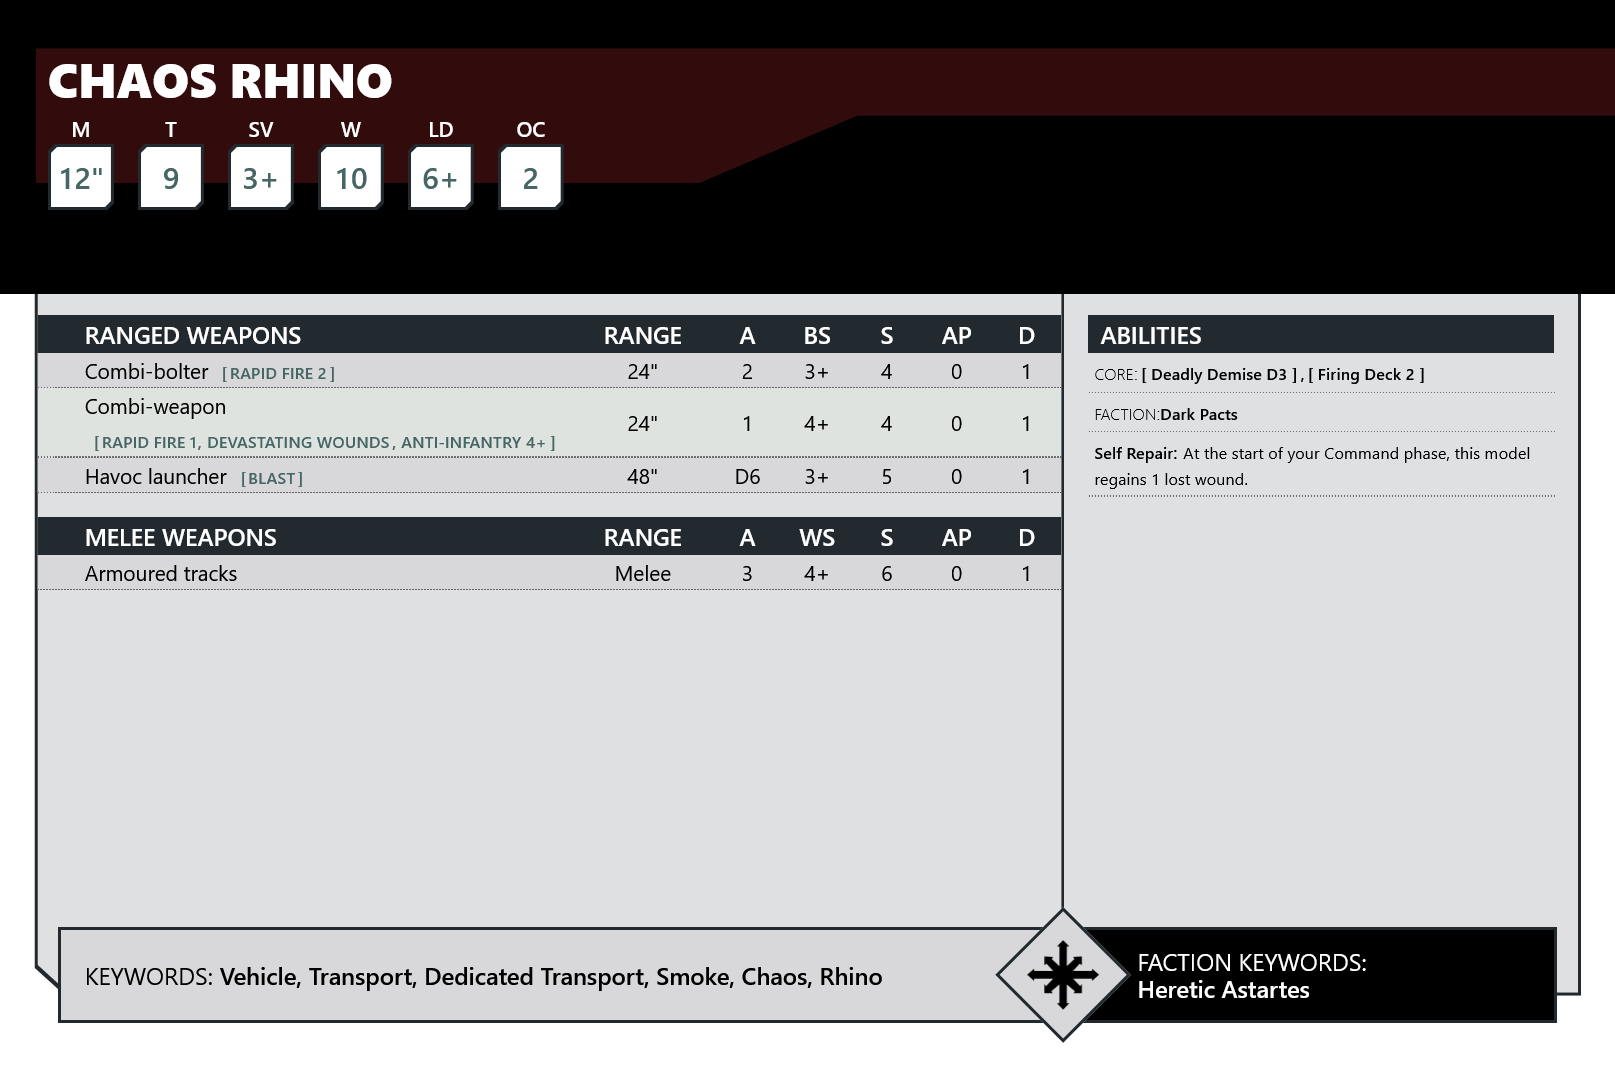 CHAOS RHINO
M T SV W LD OC
12" 9 3+ 10 6+ 2
RANGED WEAPONS RANGE A BS S AP D
Combi-bolter [ RAPID FIRE 2 ] 24" 2 3+ 4 0 1
Combi-weapon
[ RAPID FIRE 1, DEVASTATING WOUNDS , ANTI-INFANTRY 4+ ] 24" 1 4+ 4 0 1
Havoc launcher [ BLAST ] 48" D6 3+ 5 0 1
MELEE WEAPONS RANGE A WS S AP D
Armoured tracks Melee 3 4+ 6 0 1
ABILITIES
CORE: [ Deadly Demise D3 ] , [ Firing Deck 2 ]
FACTION:Dark Pacts
Self Repair: At the start of your Command phase, this model
regains 1 lost wound.
KEYWORDS: Vehicle, Transport, Dedicated Transport, Smoke, Chaos, Rhino
FACTION KEYWORDS:
Heretic Astartes